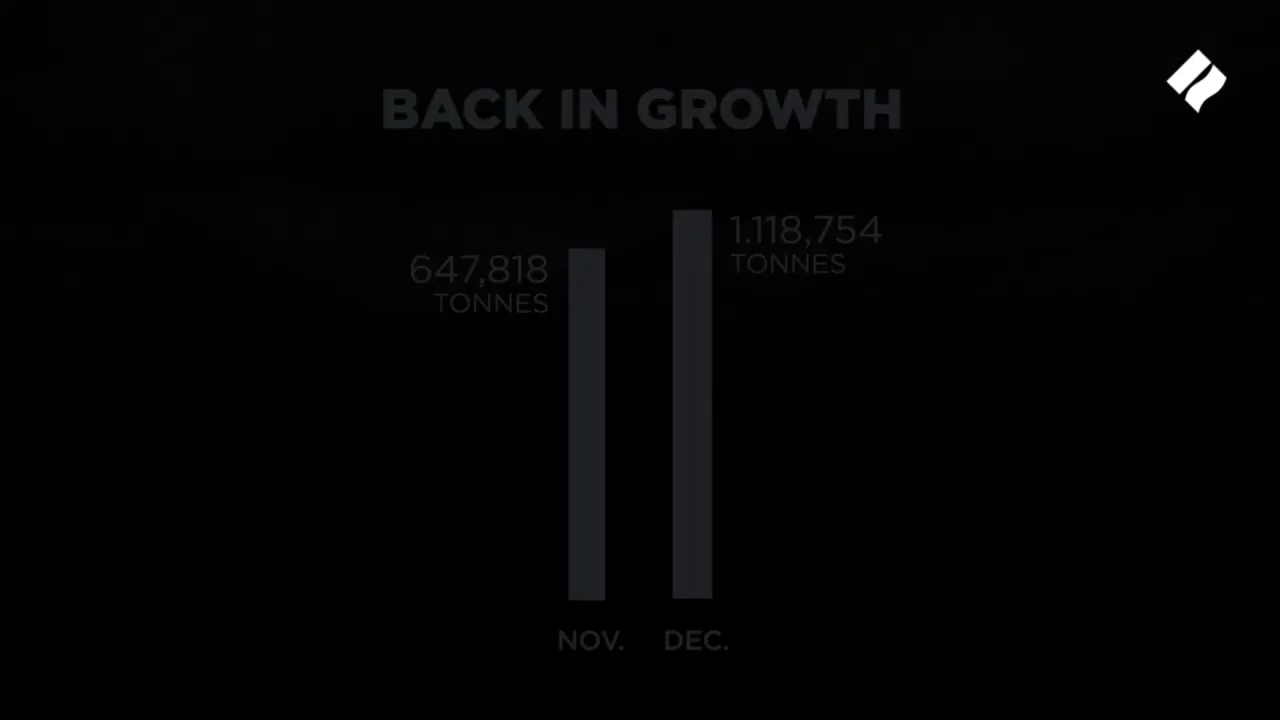 BACK IN GROWTH
647,818
TONNES
1.118,754
TONNES
NOV.
DEC.